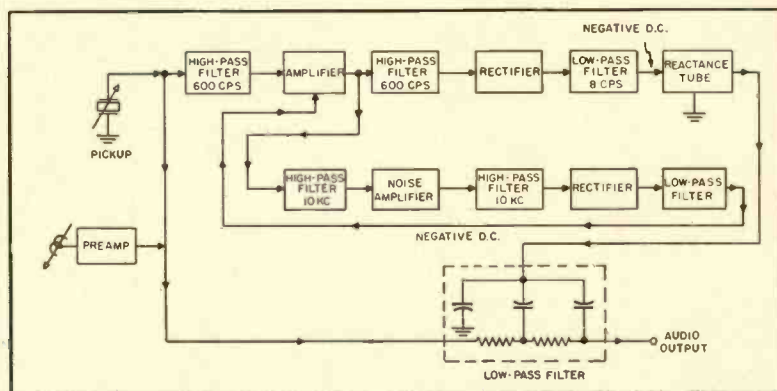 NEGATIVE D.C.
HIGH-PASS
FILTER
600 CPS
AMPLIFIER
HIGH-PASS
FILTER
600 CPS
RECTIFIER
LOW-PASS
FILTER
8 CPS
REACTANCE
TUBE
PICKUP
HIGH-PASS
FILTER
10 KC
NOISE
AMPLIFIER
HIGH-PASS
FILTER
10 KC
RECTIFIER
LOW-PASS
FILTER
NEGATIVE D.C.
PREAMP
AUDIO
OUTPUT
LOW-PASS FILTER